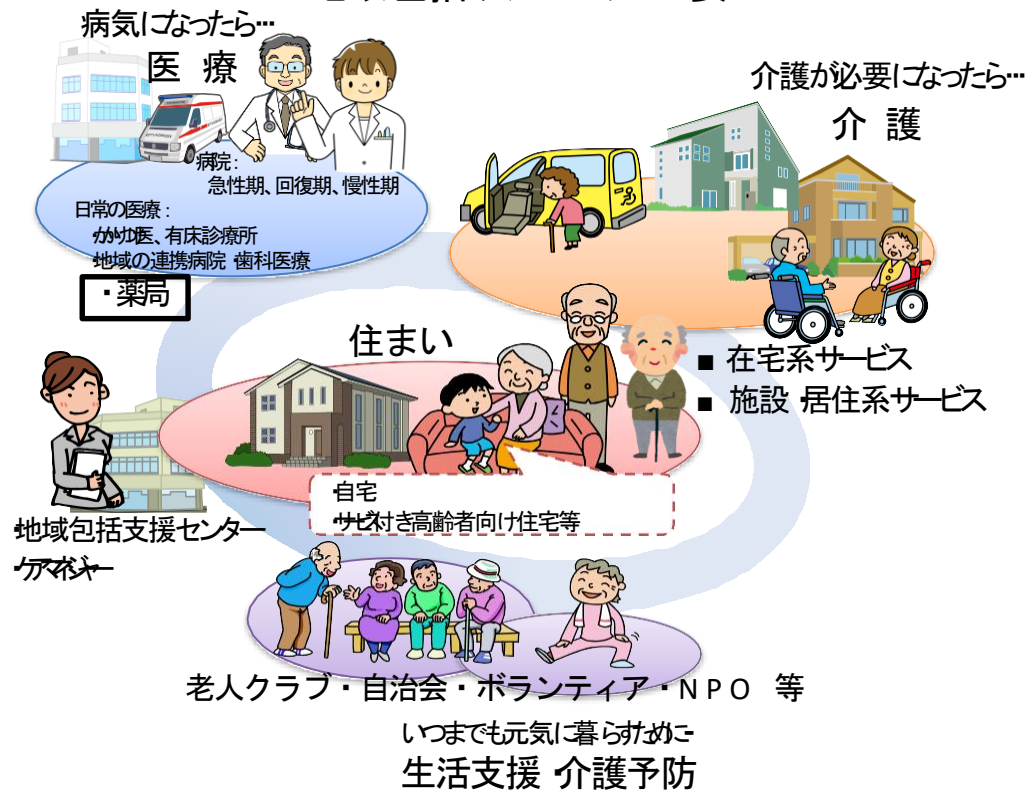 病気になったら…
医 療
病院：
急性期、回復期、慢性期
日常の医療：
・かかりつけ医、有床診療所
・地域の連携病院・歯科医療
・薬局
介護が必要になったら…
介 護
■ 在宅系サービス
■ 施設・居住系サービス
住まい
・自宅
・サービス付き高齢者向け住宅等
・地域包括支援センター
・ケアマネジャー
老人クラブ・自治会・ボランティア・NPO 等
いつまでも元気に暮らすために…
生活支援・介護予防